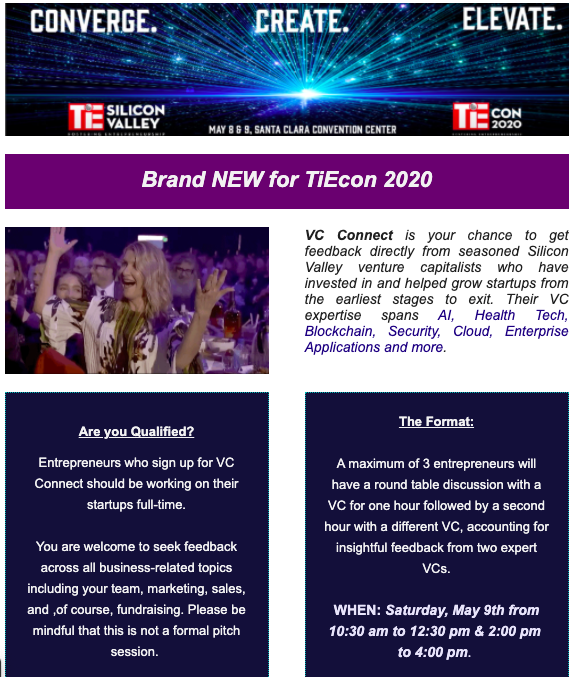 CONVERGE. CREATE. ELEVATE.
TiE SILICON VALLEY
FOSTERING ENTREPRENEURSHIP
MAY 8 & 9, SANTA CLARA CONVENTION CENTER
TiE CON 2020
Brand NEW for TiEcon 2020
VC Connect is your chance to get
feedback directly from seasoned Silicon
Valley venture capitalists who have
invested in and helped grow startups from
the earliest stages to exit. Their VC
expertise spans AI, Health Tech,
Blockchain, Security, Cloud, Enterprise
Applications and more.
Are you Qualified?
Entrepreneurs who sign up for VC
Connect should be working on their
startups full-time.
You are welcome to seek feedback
across all business-related topics
including your team, marketing, sales,
and ,of course, fundraising. Please be
mindful that this is not a formal pitch
session.
The Format:
A maximum of 3 entrepreneurs will
have a round table discussion with a
VC for one hour followed by a second
hour with a different VC, accounting for
insightful feedback from two expert
VCs.
WHEN: Saturday, May 9th from
10:30 am to 12:30 pm & 2:00 pm
to 4:00 pm.